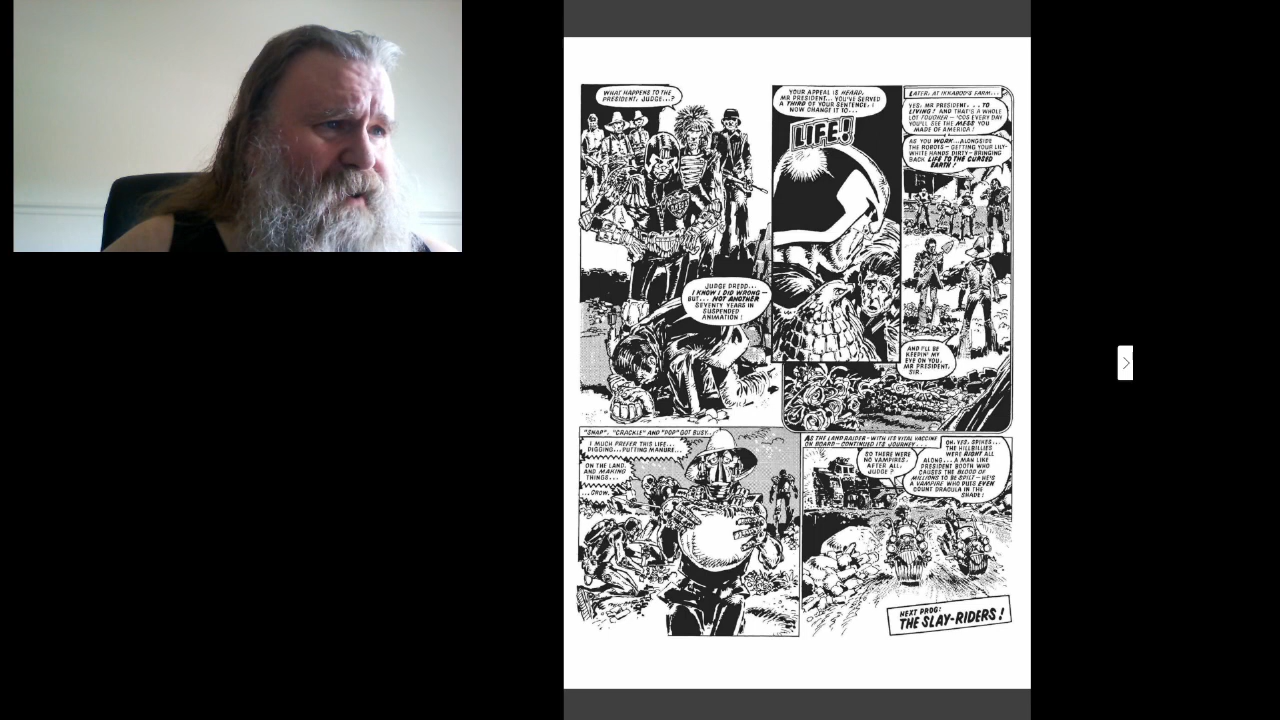 WHAT HAPPENS TO THE
PRESIDENT, JUDGE...?
JUDGE DREDD...
I KNOW I DID WRONG—
BUT... NOT ANOTHER
SEVENTY YEARS IN
SUSPENDED
ANIMATION!
YOUR APPEAL IS HEARD,
MR PRESIDENT... YOU'VE SERVED
A THIRD OF YOUR SENTENCE, I
NOW CHANGE IT TO...
LIFE!
LATER, AT IKKABOD'S FARM...
YES, MR PRESIDENT... TO
LIVING! AND THAT'S A WHOLE
LOT TOUGHER — 'COS EVERY DAY
YOU'LL SEE THE MESS YOU
MADE OF AMERICA!
AS YOU WORK... ALONGSIDE
THE ROBOTS — GETTING YOUR LILY-
WHITE HANDS DIRTY — BRINGING
BACK LIFE TO THE CURSED
EARTH!
AND I'LL BE
KEEPIN' MY
EYE ON YOU,
MR PRESIDENT,
SIR.
"SNAP", "CRACKLE" AND "POP" GOT BUSY...
I MUCH PREFER THIS LIFE...
DIGGING... PUTTING MANURE...
ON THE LAND,
AND MAKING
THINGS...
...GROW.
AS THE LAND RAIDER — WITH ITS VITAL VACCINE
ON BOARD — CONTINUED ITS JOURNEY...
SO THERE WERE
NO VAMPIRES,
AFTER ALL,
JUDGE?
OH, YES, SPIKES...
THE HILLBILLIES
WERE RIGHT ALL
ALONG... A MAN LIKE
PRESIDENT BOOTH WHO
CAUSES THE BLOOD OF
MILLIONS TO BE SPILT — HE'S
A VAMPIRE WHO PUTS EVEN
COUNT DRACULA IN THE
SHADE!
NEXT PROG:
THE SLAY-RIDERS!